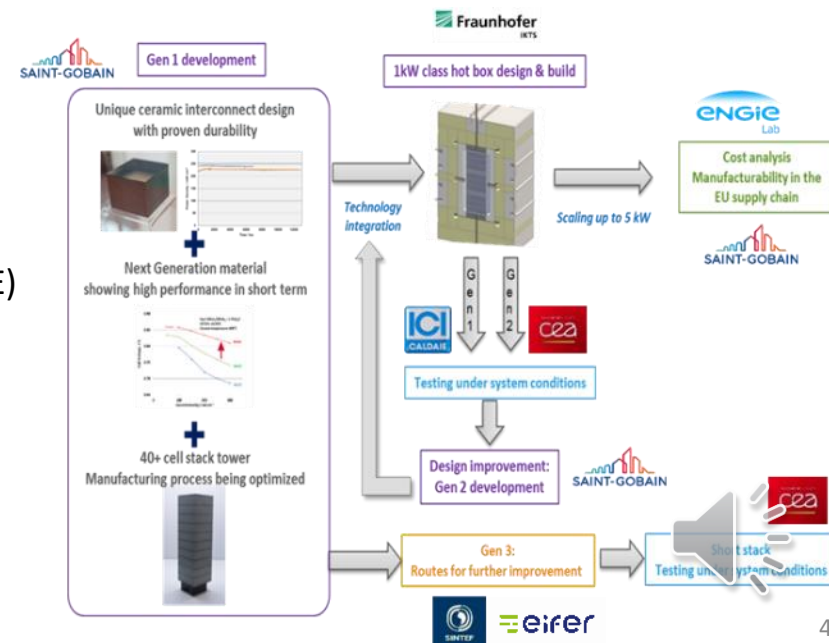 Fraunhofer
IKTS
SAINT-GOBAIN
Gen 1 development
1kW class hot box design & build
Unique ceramic interconnect design
with proven durability
ENGIE
Lab
Cost analysis
Manufacturability in the
EU supply chain
Technology
integration
Scaling up to 5 kW
SAINT-GOBAIN
E)
Next Generation material
showing high performance in short term
Gen1
Gen2
ICI
CALDAIE
cea
Testing under system conditions
40+ cell stack tower
Manufacturing process being optimized
Design improvement:
Gen 2 development
SAINT-GOBAIN
cea
Gen 3:
Routes for further improvement
Short stack
Testing under system conditions
SINTEF
eifer
4